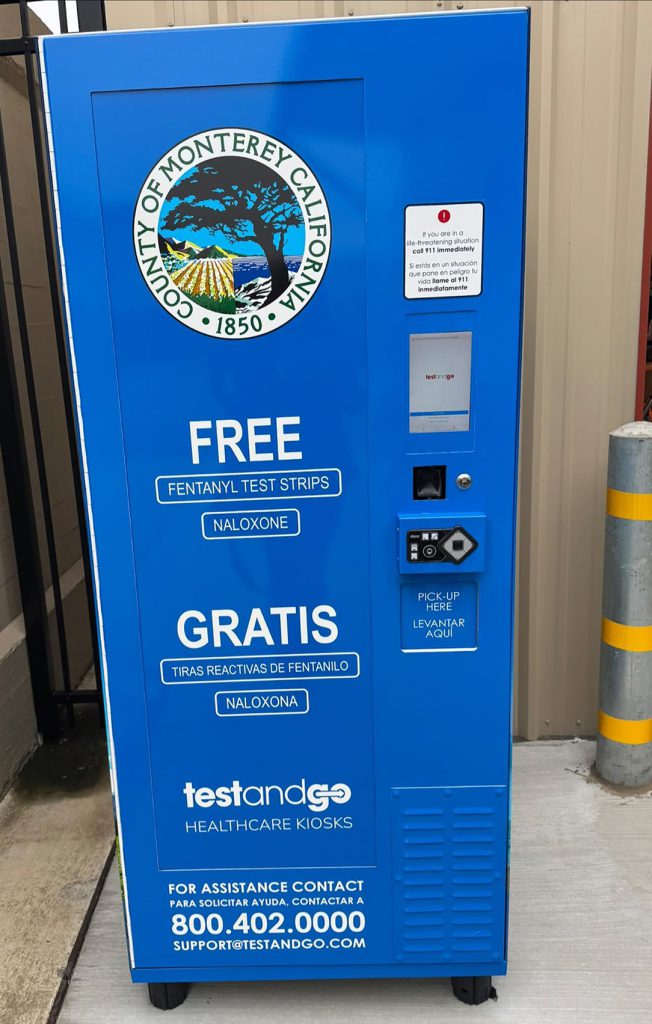 COUNTY OF MONTEREY CALIFORNIA
• 1850 •
If you are in a
life-threatening situation
call 911 immediately
Si estás en un situación
que pone en peligro tu
vida llame al 911
inmediatamente
testandgo
FREE
FENTANYL TEST STRIPS
NALOXONE
PICK-UP
HERE
LEVANTAR
AQUÍ
GRATIS
TIRAS REACTIVAS DE FENTANILO
NALOXONA
testandgo
HEALTHCARE KIOSKS
FOR ASSISTANCE CONTACT
PARA SOLICITAR AYUDA, CONTACTAR A
800.402.0000
SUPPORT@TESTANDGO.COM